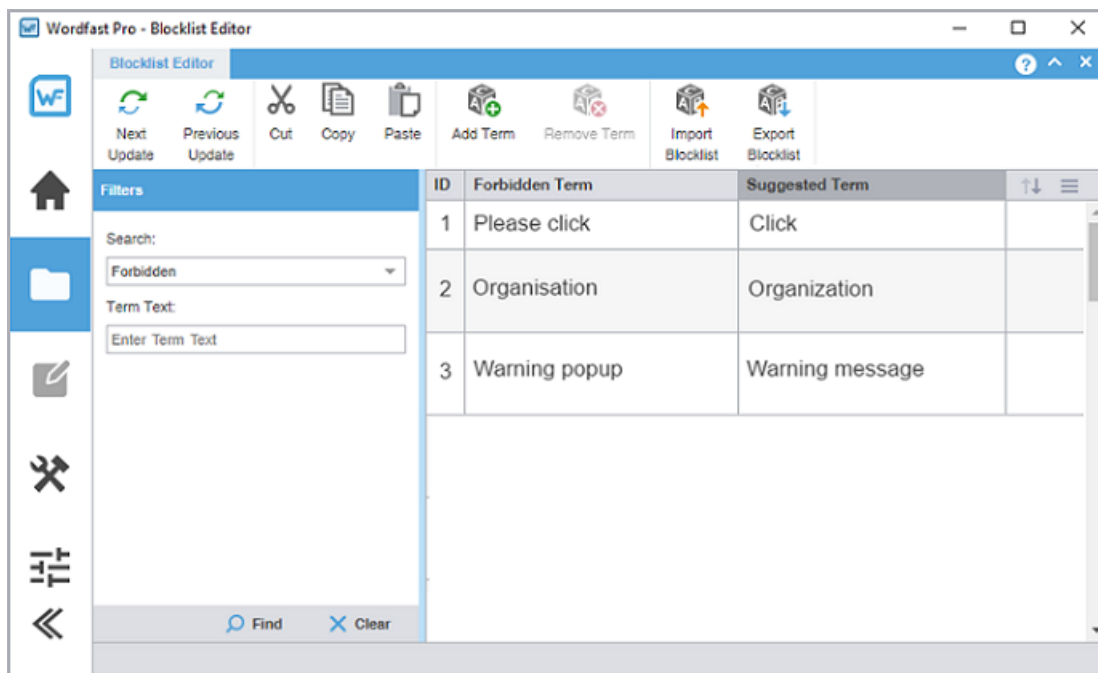 Wordfast Pro - Blocklist Editor
Blocklist Editor
WF
Next Update
Previous Update
Cut
Copy
Paste
Add Term
Remove Term
Import Blocklist
Export Blocklist
Filters
Search:
Forbidden
Term Text:
Enter Term Text
Find
Clear
ID Forbidden Term Suggested Term
1 Please click Click
2 Organisation Organization
3 Warning popup Warning message